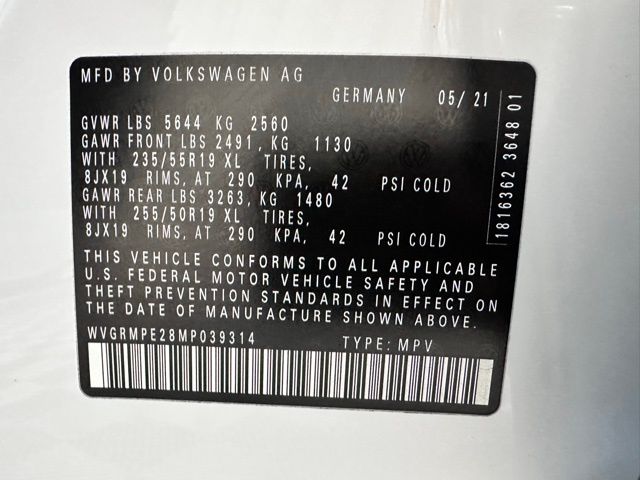 MFD BY VOLKSWAGEN AG
GERMANY 05/ 21
GVWR LBS 5644 KG 2560
GAWR FRONT LBS 2491, KG 1130
WITH 235/55R19 XL TIRES,
8JX19 RIMS, AT 290 KPA, 42 PSI COLD
GAWR REAR LBS 3263, KG 1480
WITH 255/50R19 XL TIRES,
8JX19 RIMS, AT 290 KPA, 42 PSI COLD
THIS VEHICLE CONFORMS TO ALL APPLICABLE
U.S. FEDERAL MOTOR VEHICLE SAFETY AND
THEFT PREVENTION STANDARDS IN EFFECT ON
THE DATE OF MANUFACTURE SHOWN ABOVE.
WVGRMPE28MP039314 TYPE: MPV
1816362 3648 01